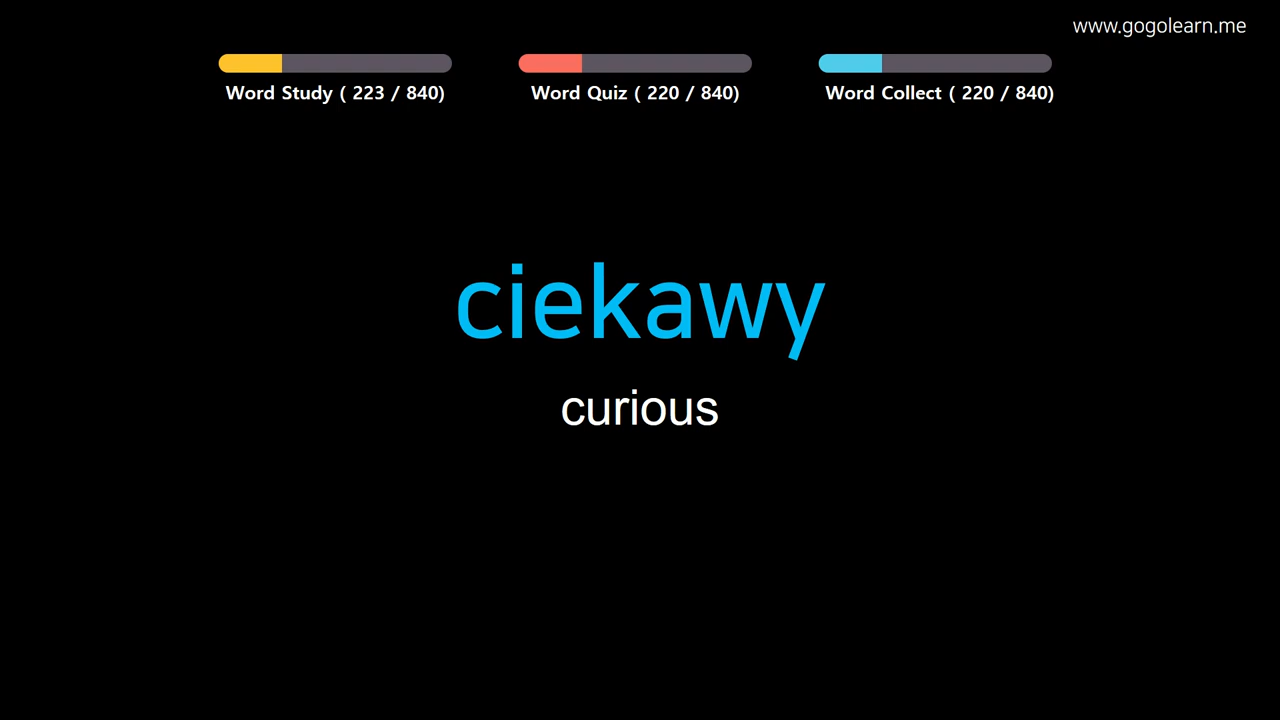 www.gogolearn.me
Word Study ( 223 / 840)
Word Quiz ( 220 / 840)
Word Collect ( 220 / 840)
ciekawy
curious